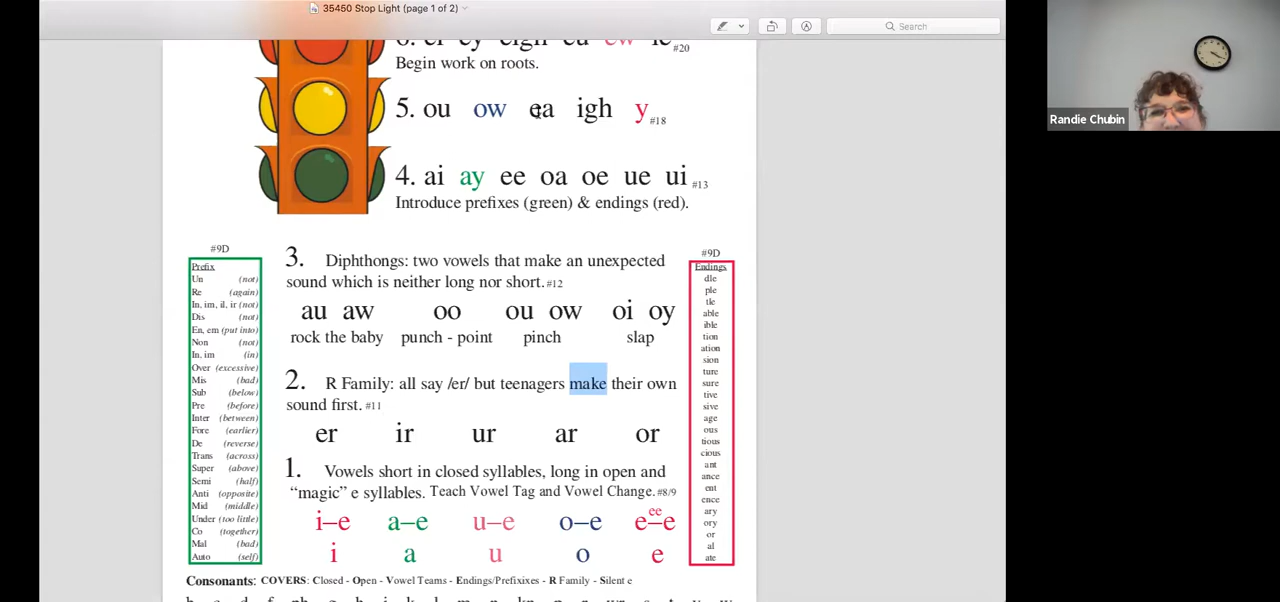 35450 Stop Light (page 1 of 2)
Search
Randie Chubin
#20
Begin work on roots.
5. ou ow ea igh y #18
4. ai ay ee oa oe ue ui #13
Introduce prefixes (green) & endings (red).
#9D
Prefix
Un (not)
Re (again)
In, im, il, ir (not)
Dis (not)
En, em (put into)
Non (not)
In, im (in)
Over (excessive)
Mis (bad)
Sub (below)
Pre (before)
Inter (between)
Fore (earlier)
De (reverse)
Trans (across)
Super (above)
Semi (half)
Anti (opposite)
Mid (middle)
Under (too little)
Co (together)
Mal (bad)
Auto (self)
3. Diphthongs: two vowels that make an unexpected
sound which is neither long nor short. #12
au aw oo ou ow oi oy
rock the baby punch - point pinch slap
2. R Family: all say /er/ but teenagers make their own
sound first. #11
er ir ur ar or
1. Vowels short in closed syllables, long in open and
“magic” e syllables. Teach Vowel Tag and Vowel Change. #8/9
ee
i–e a–e u–e o–e e–e
i a u o e
#9D
Endings
dle
ple
tle
able
ible
tion
ation
sion
ture
sure
tive
sive
age
ous
tious
cious
ant
ance
ent
ence
ary
ory
or
al
ate
Consonants: COVERS: Closed - Open - Vowel Teams - Endings/Prefixixes - R Family - Silent e